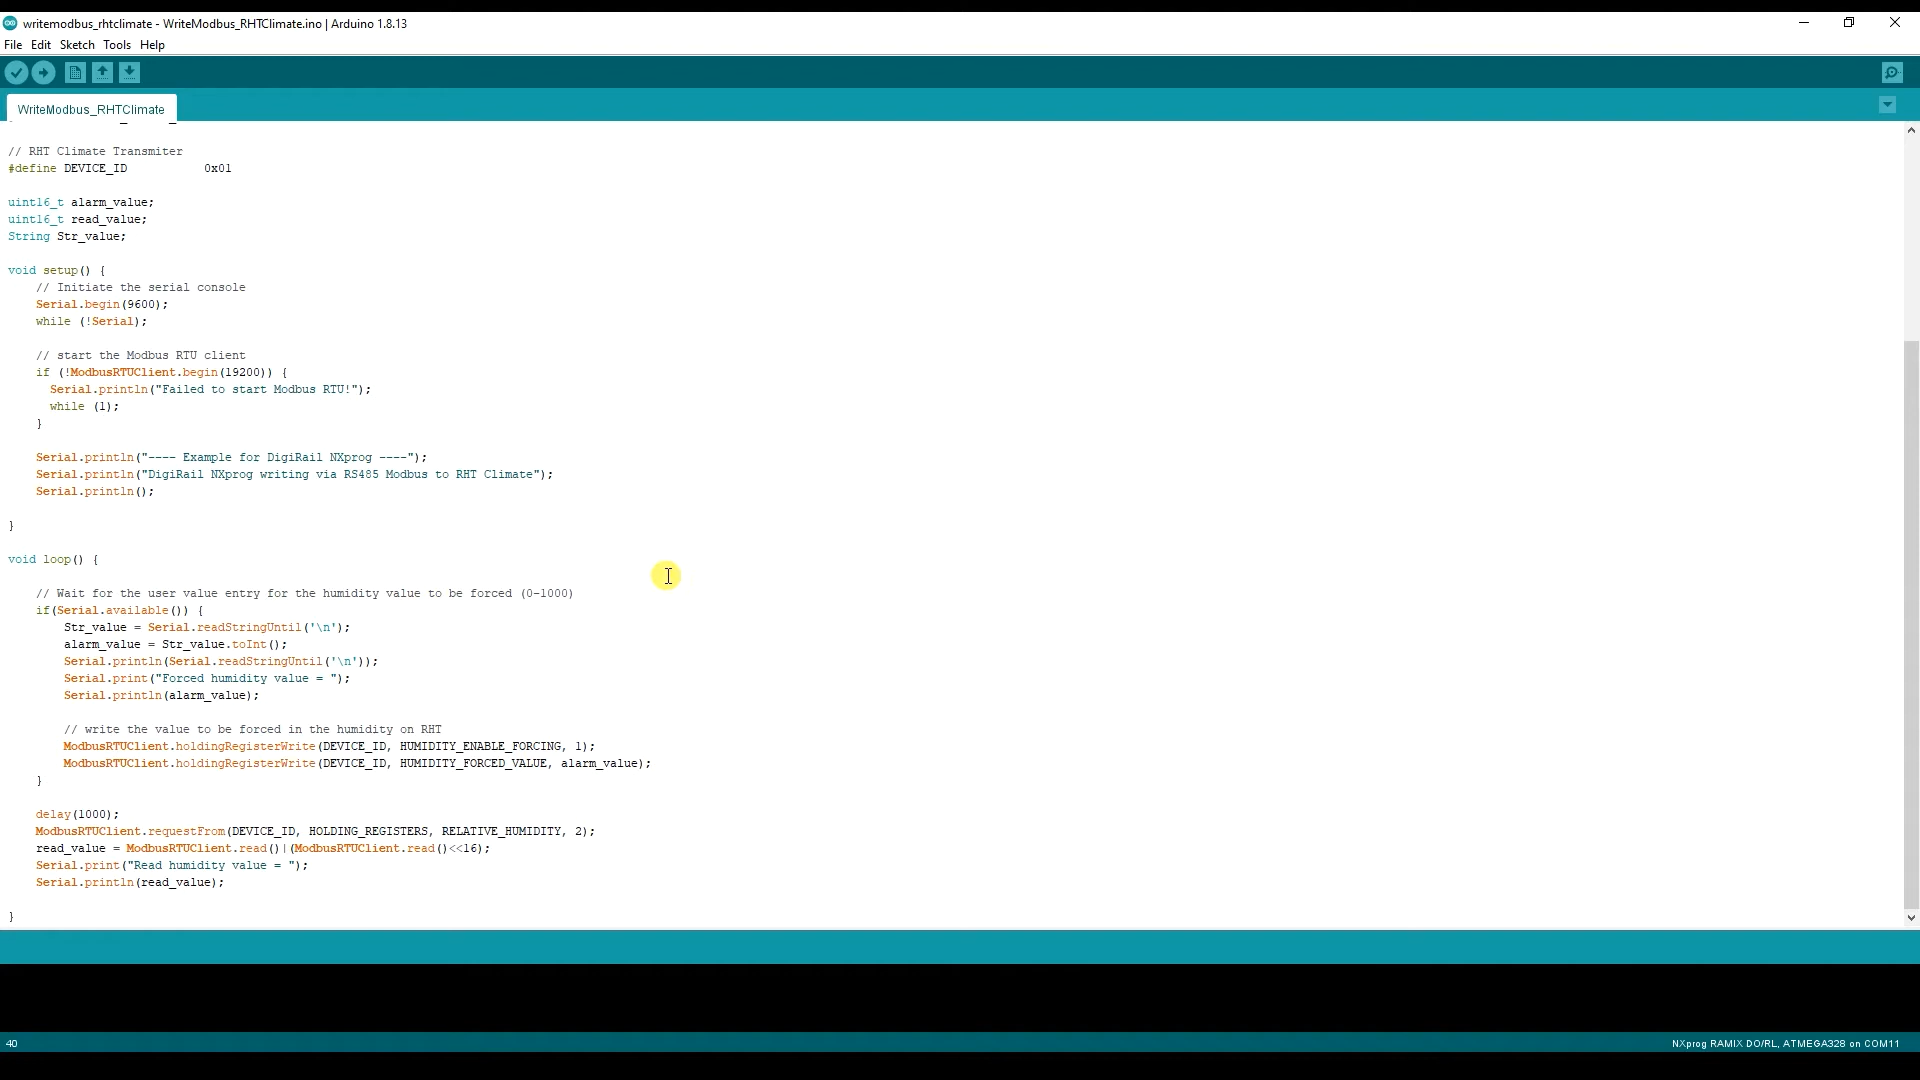 writemodbus_rhtclimate - WriteModbus_RHTClimate.ino | Arduino 1.8.13
File Edit Sketch Tools Help
WriteModbus_RHTClimate
// RHT Climate Transmiter
#define DEVICE_ID 0x01
uint16_t alarm_value;
uint16_t read_value;
String Str_value;
void setup() {
// Initiate the serial console
Serial.begin(9600);
while (!Serial);
// start the Modbus RTU client
if (!ModbusRTUClient.begin(19200)) {
Serial.println("Failed to start Modbus RTU!");
while (1);
}
Serial.println("---- Example for DigiRail NXprog ----");
Serial.println("DigiRail NXprog writing via RS485 Modbus to RHT Climate");
Serial.println();
}
void loop() {
// Wait for the user value entry for the humidity value to be forced (0-1000)
if(Serial.available()) {
Str_value = Serial.readStringUntil('\n');
alarm_value = Str_value.toInt();
Serial.println(Serial.readStringUntil('\n'));
Serial.print("Forced humidity value = ");
Serial.println(alarm_value);
// write the value to be forced in the humidity on RHT
ModbusRTUClient.holdingRegisterWrite(DEVICE_ID, HUMIDITY_ENABLE_FORCING, 1);
ModbusRTUClient.holdingRegisterWrite(DEVICE_ID, HUMIDITY_FORCED_VALUE, alarm_value);
}
delay(1000);
ModbusRTUClient.requestFrom(DEVICE_ID, HOLDING_REGISTERS, RELATIVE_HUMIDITY, 2);
read_value = ModbusRTUClient.read()|(ModbusRTUClient.read()<<16);
Serial.print("Read humidity value = ");
Serial.println(read_value);
}
40
NXprog RAMIX DO/RL, ATMEGA328 on COM11